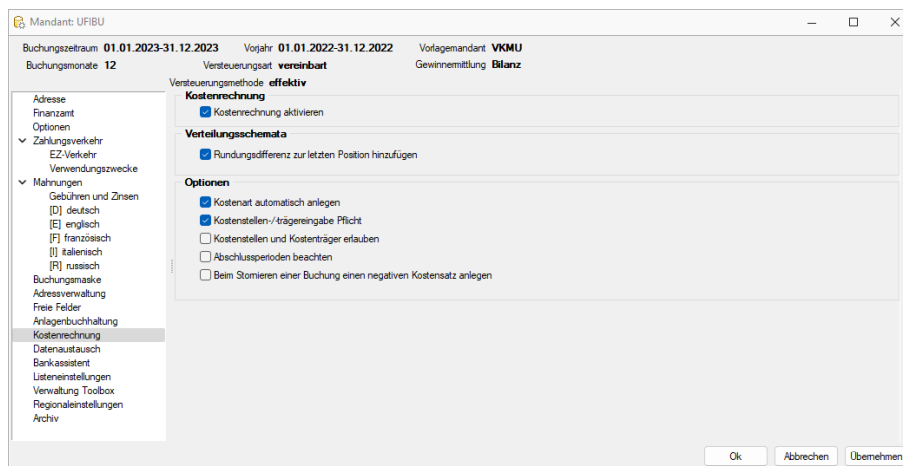 Mandant: UFIBU
Buchungszeitraum 01.01.2023-31.12.2023 Vorjahr 01.01.2022-31.12.2022 Vorlagemandant VKMU
Buchungsmonate 12 Versteuerungsart vereinbart Gewinnermittlung Bilanz
Versteuerungsmethode effektiv
Adresse
Finanzamt
Optionen
Zahlungsverkehr
EZ-Verkehr
Verwendungszwecke
Mahnungen
Gebühren und Zinsen
[D] deutsch
[E] englisch
[F] französisch
[I] italienisch
[R] russisch
Buchungsmaske
Adressverwaltung
Freie Felder
Anlagenbuchhaltung
Kostenrechnung
Datenaustausch
Bankassistent
Listeneinstellungen
Verwaltung Toolbox
Regionaleinstellungen
Archiv
Kostenrechnung
Kostenrechnung aktivieren
Verteilungsschemata
Rundungsdifferenz zur letzten Position hinzufügen
Optionen
Kostenart automatisch anlegen
Kostenstellen-/-trägereingabe Pflicht
Kostenstellen und Kostenträger erlauben
Abschlussperioden beachten
Beim Stornieren einer Buchung einen negativen Kostensatz anlegen
Ok Abbrechen Übernehmen